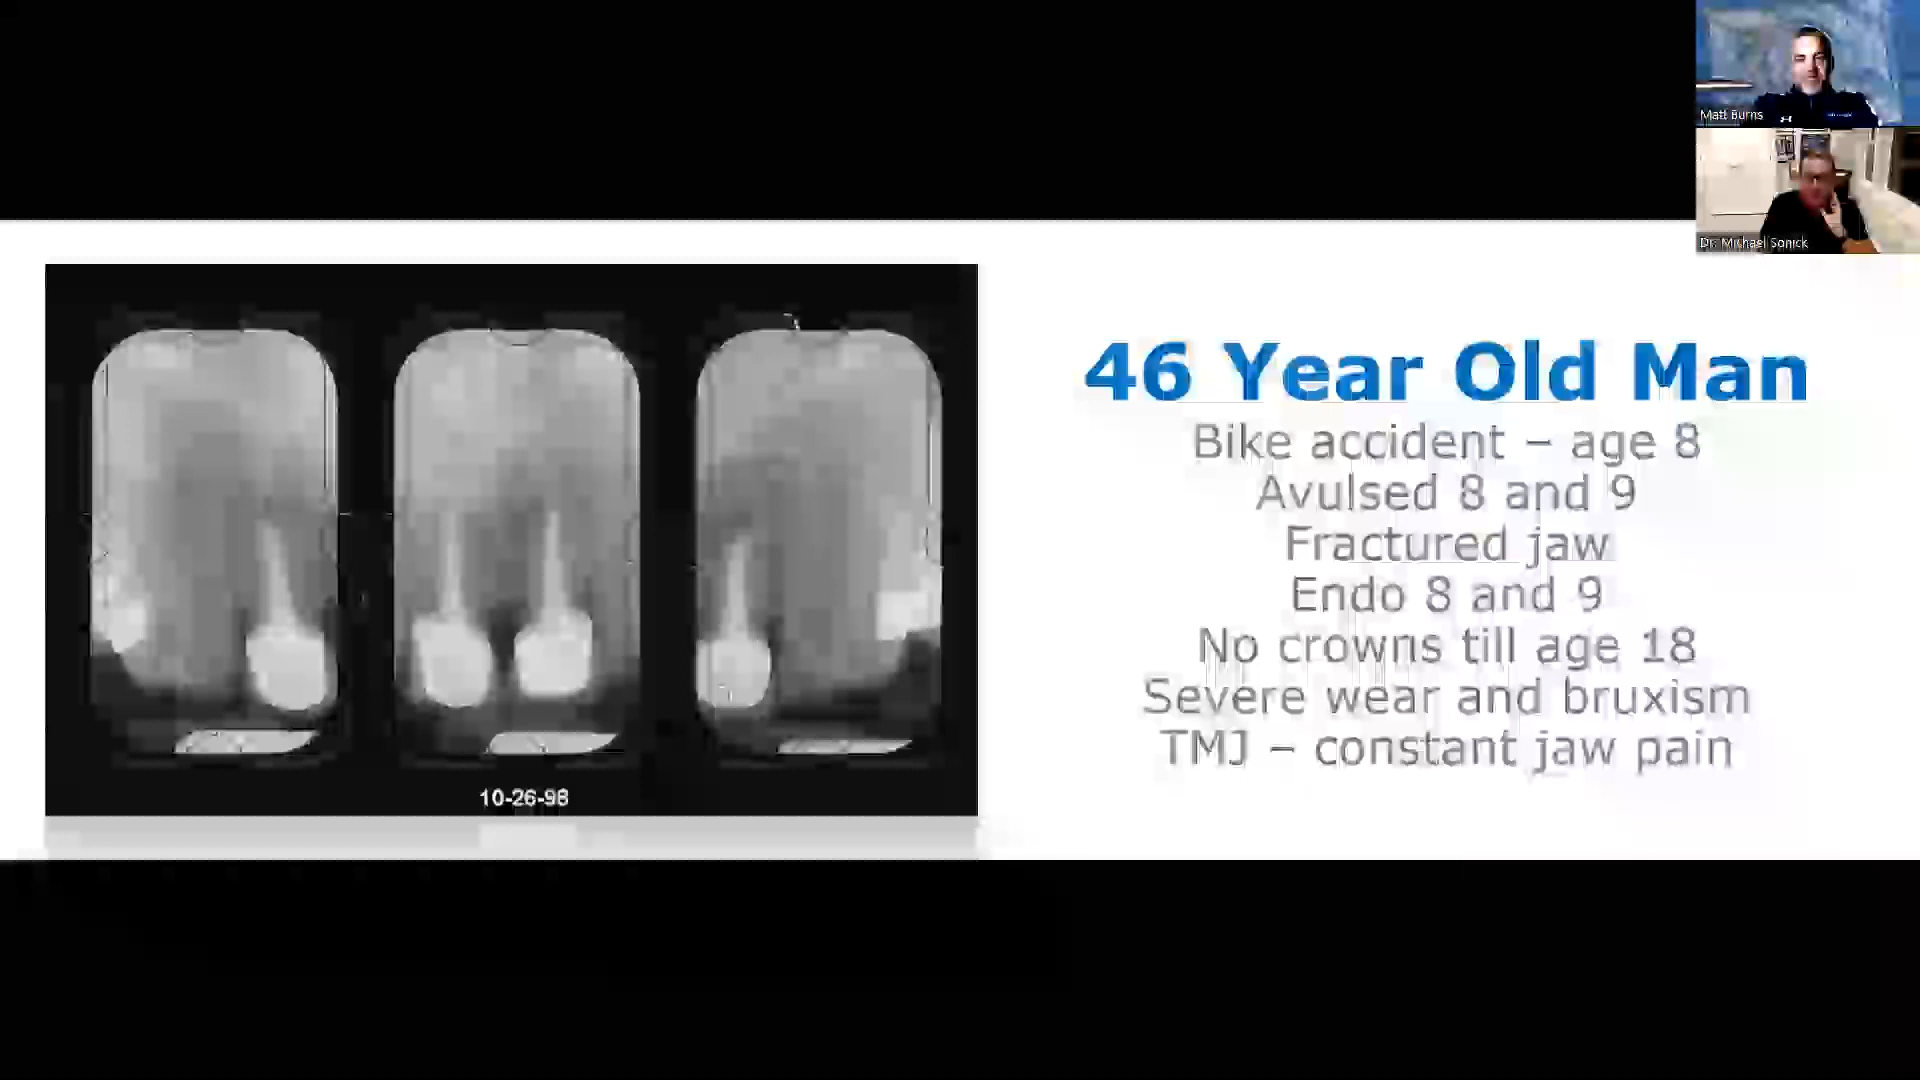 Matt Burns
Dr. Michael Sonick
46 Year Old Man
Bike accident – age 8
Avulsed 8 and 9
Fractured jaw
Endo 8 and 9
No crowns till age 18
Severe wear and bruxism
TMJ – constant jaw pain
10-26-98